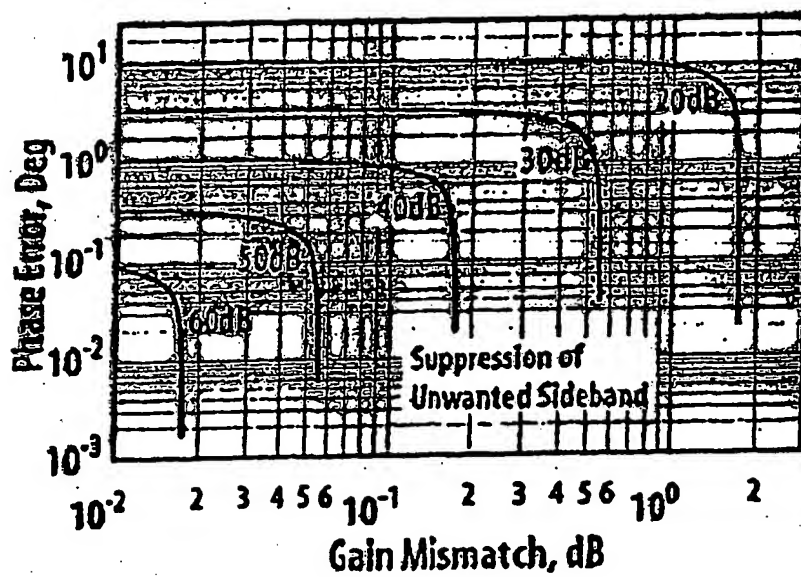 10¹
10⁰
10⁻¹
10⁻²
10⁻³
Phase Error, Deg
20dB
30dB
40dB
50dB
60dB
Suppression of
Unwanted Sideband
10⁻² 2 3 4 5 6 10⁻¹ 2 3 4 5 6 10⁰ 2
Gain Mismatch, dB